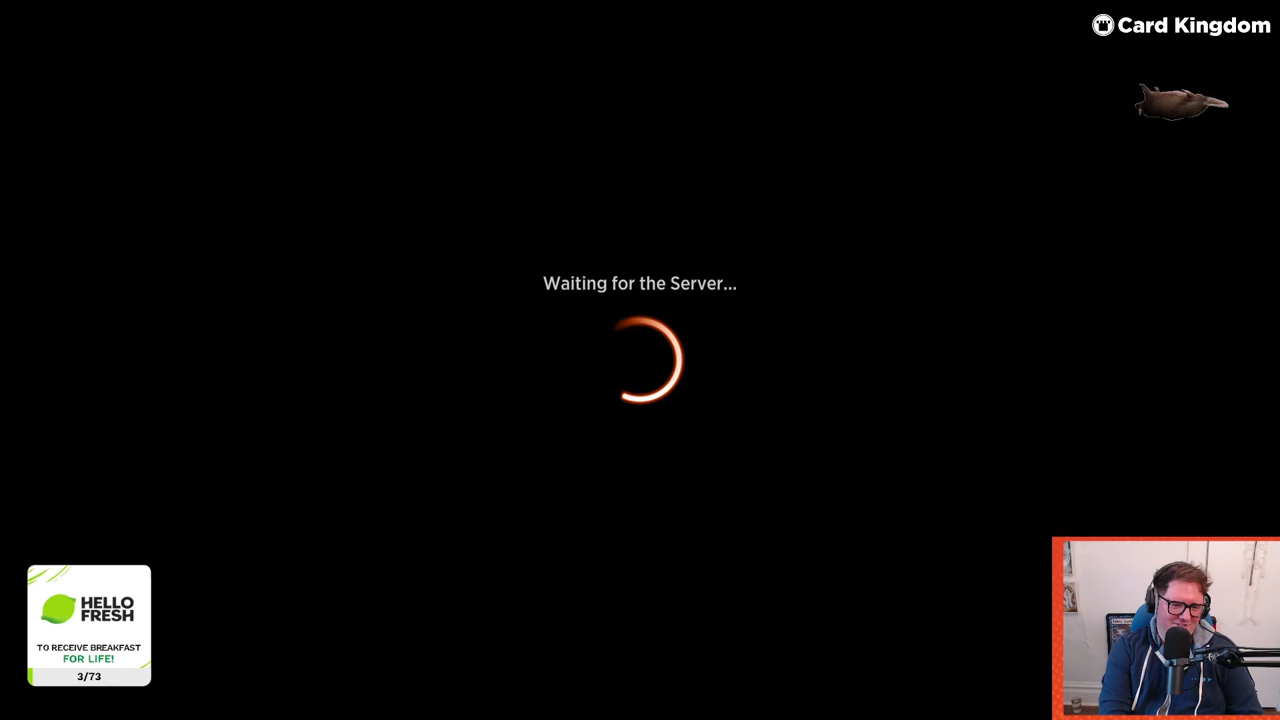 Card Kingdom
Waiting for the Server...
HELLO
FRESH
TO RECEIVE BREAKFAST
FOR LIFE!
3/73